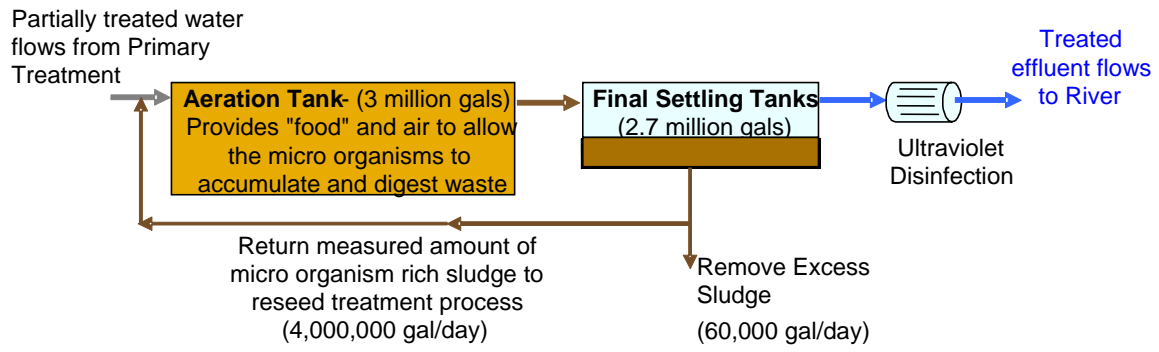 Partially treated water
flows from Primary
Treatment
Aeration Tank- (3 million gals)
Provides "food" and air to allow
the micro organisms to
accumulate and digest waste
Final Settling Tanks
(2.7 million gals)
Treated
effluent flows
to River
Ultraviolet
Disinfection
Return measured amount of
micro organism rich sludge to
reseed treatment process
(4,000,000 gal/day)
Remove Excess
Sludge
(60,000 gal/day)